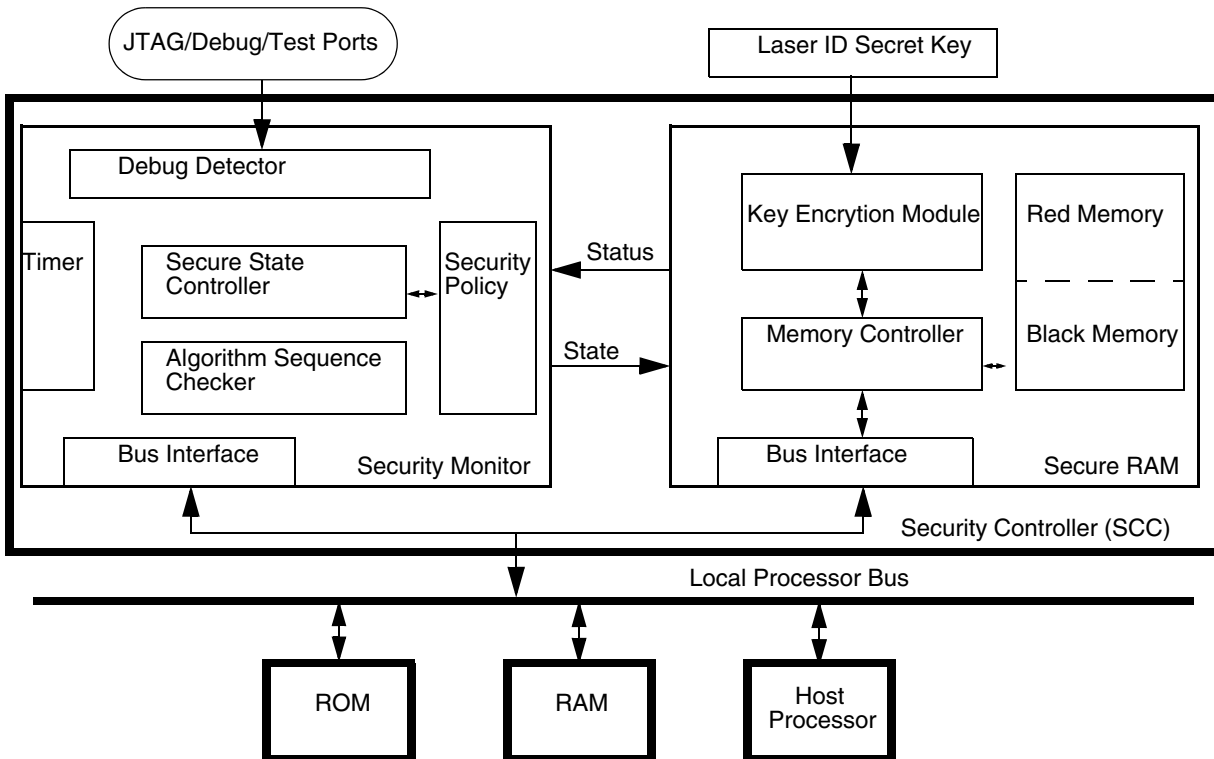 JTAG/Debug/Test Ports
Laser ID Secret Key
Debug Detector
Timer
Secure State
Controller
Security
Policy
Algorithm Sequence
Checker
Bus Interface
Security Monitor
Status
State
Key Encrytion Module
Red Memory
Memory Controller
Black Memory
Bus Interface
Secure RAM
Security Controller (SCC)
Local Processor Bus
ROM
RAM
Host
Processor